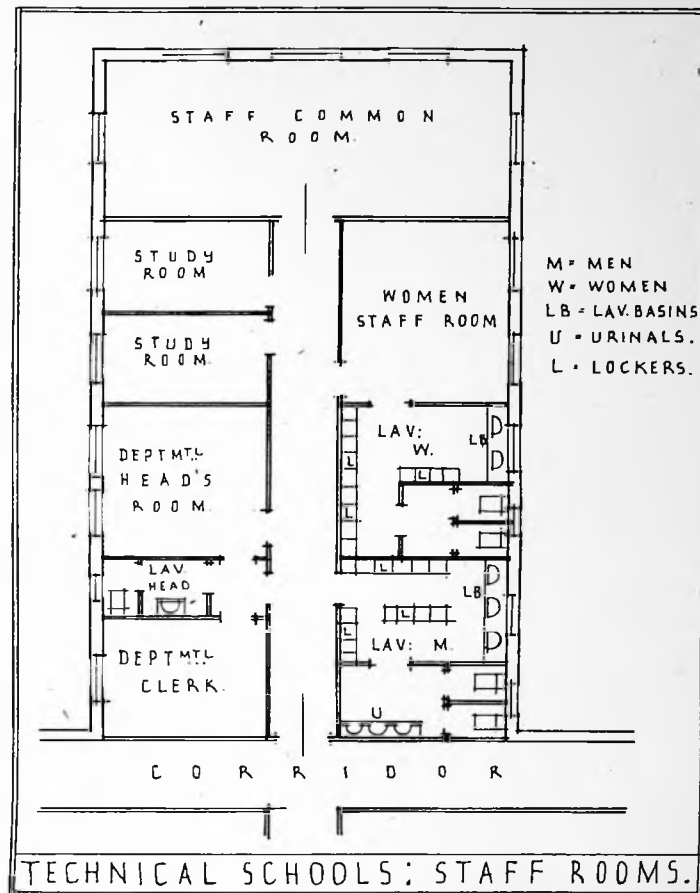 STAFF COMMON
ROOM.
STUDY
ROOM
STUDY
ROOM.
WOMEN
STAFF ROOM
M = MEN
W = WOMEN
LB = LAV. BASINS
U = URINALS.
L = LOCKERS.
DEPTMTL
HEAD'S
ROOM.
LAV:
W.
LB
L
L
L
LAV.
HEAD
L
LB
L
L
LAV: M.
DEPTMTL
CLERK.
U
CORRIDOR
TECHNICAL SCHOOLS: STAFF ROOMS.